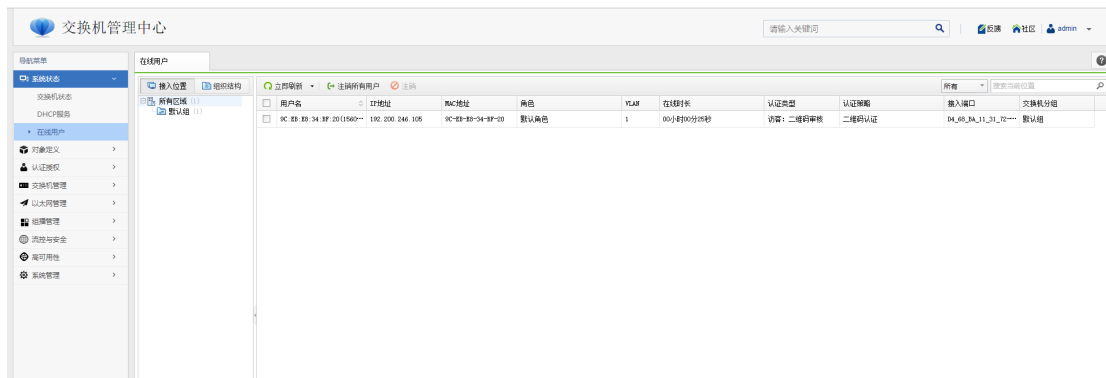 交换机管理中心
请输入关键词
反馈 社区 admin
导航菜单
在线用户
系统状态
交换机状态
DHCP服务
在线用户
对象定义
认证授权
交换机管理
以太网管理
组播管理
流控与安全
高可用性
系统管理
接入位置 组织结构
所有区域 (1)
默认组 (1)
立即刷新 注销所有用户 注销
所有 搜索当前位置
用户名 IP地址 MAC地址 角色 VLAN 在线时长 认证类型 认证策略 接入端口 交换机分组
9C:EB:E8:34:BF:20(1560… 192.200.246.105 9C-EB-E8-34-BF-20 默认角色 1 00小时00分25秒 访客：二维码审核 二维码认证 D4_68_BA_11_31_72-… 默认组